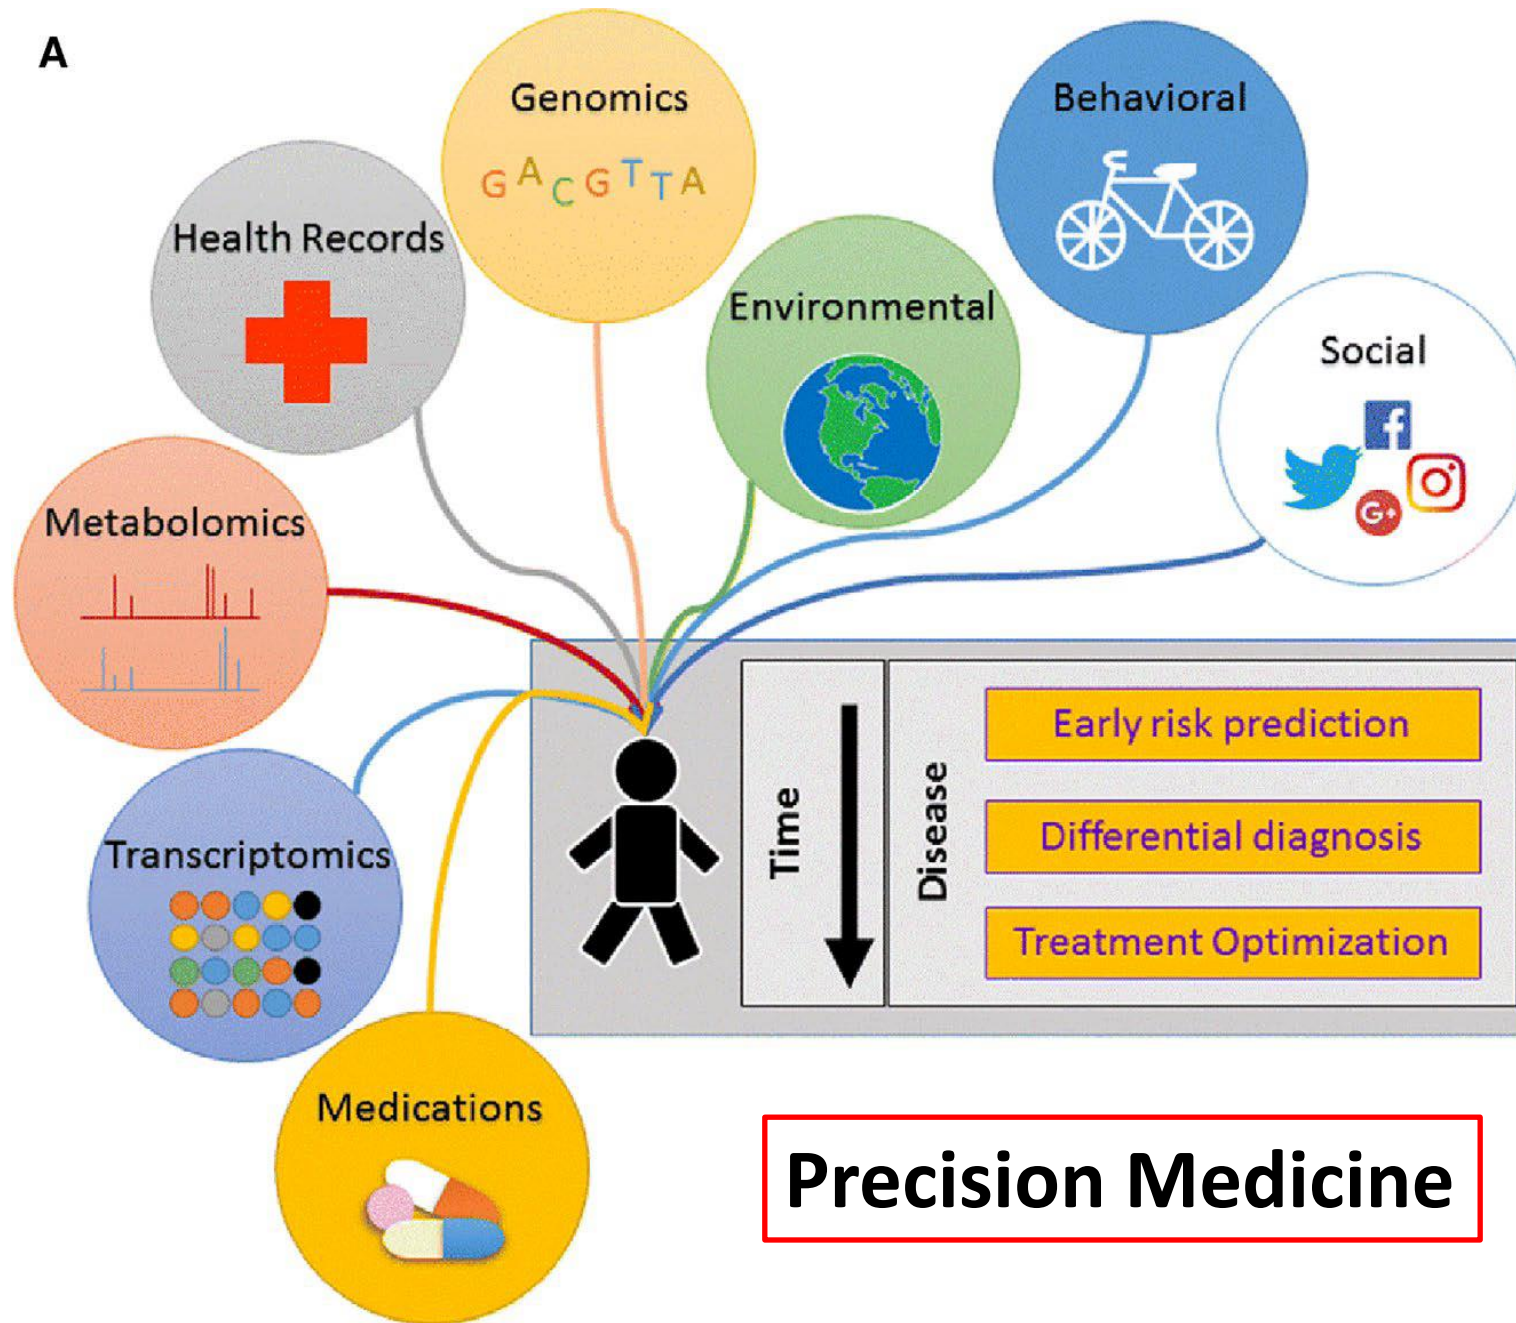 A
Genomics
G A C G T T A
Behavioral
Health Records
Environmental
Social
f
G+
Metabolomics
Transcriptomics
Medications
Time
Disease
Early risk prediction
Differential diagnosis
Treatment Optimization
Precision Medicine